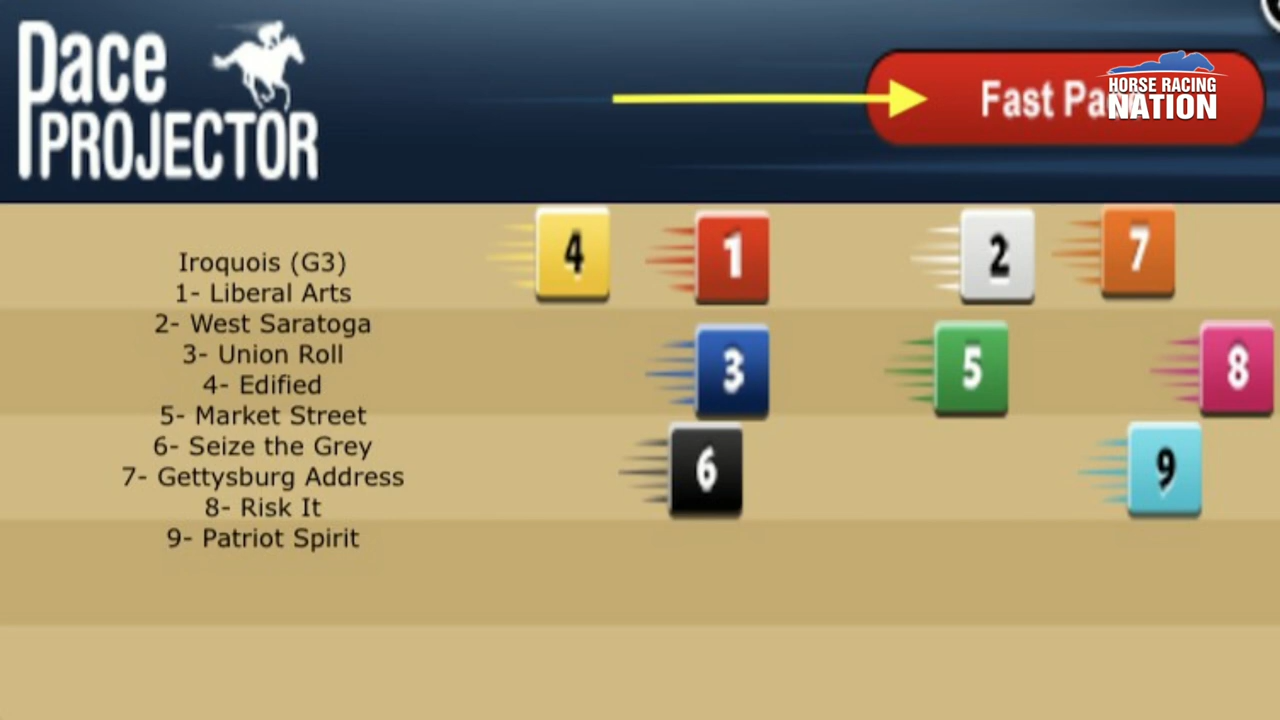 Pace
PROJECTOR
Fast
HORSE RACING
NATION
4
1
2
7
3
5
8
6
9
Iroquois (G3)
1- Liberal Arts
2- West Saratoga
3- Union Roll
4- Edified
5- Market Street
6- Seize the Grey
7- Gettysburg Address
8- Risk It
9- Patriot Spirit